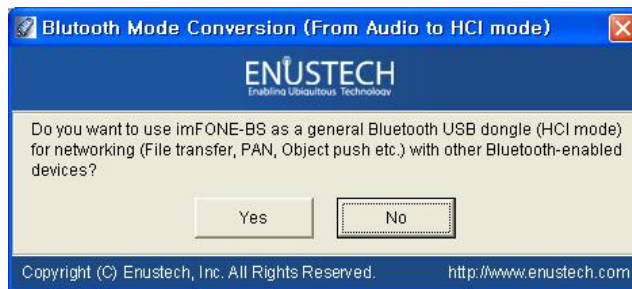 Blutooth Mode Conversion (From Audio to HCI mode)
ENUSTECH
Enabling Ubiquitous Technology
Do you want to use imFONE-BS as a general Bluetooth USB dongle (HCI mode)
for networking (File transfer, PAN, Object push etc.) with other Bluetooth-enabled
devices?
Yes No
Copyright (C) Enustech, Inc. All Rights Reserved. http://www.enustech.com